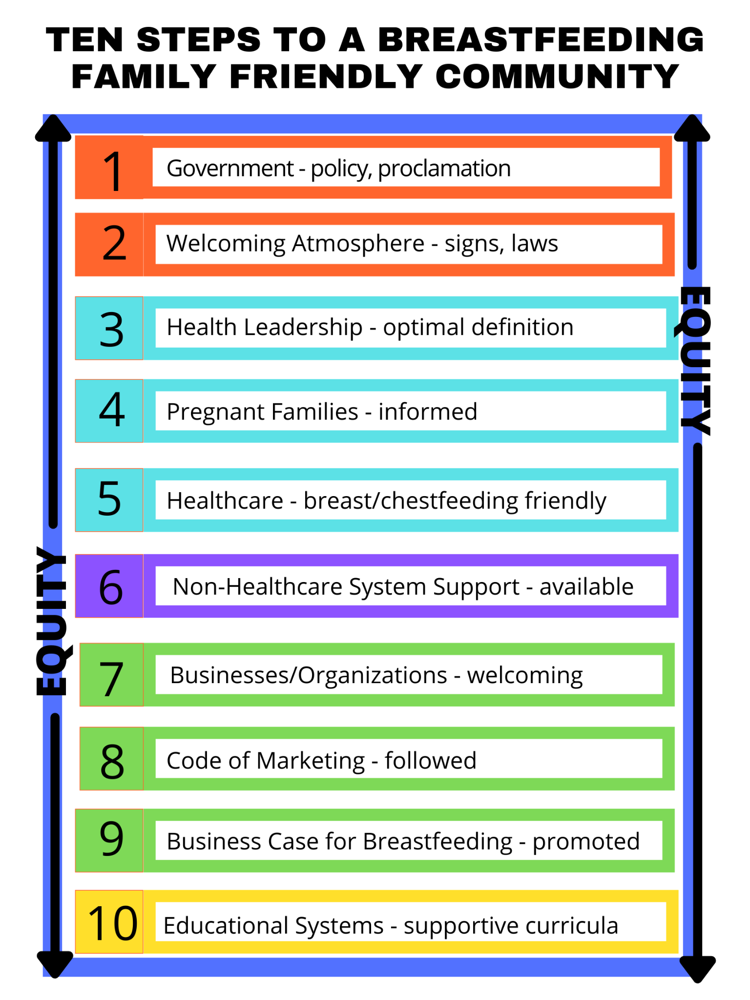 TEN STEPS TO A BREASTFEEDING
FAMILY FRIENDLY COMMUNITY
1
Government - policy, proclamation
2
Welcoming Atmosphere - signs, laws
3
Health Leadership - optimal definition
4
Pregnant Families - informed
5
Healthcare - breast/chestfeeding friendly
6
Non-Healthcare System Support - available
7
Businesses/Organizations - welcoming
8
Code of Marketing - followed
9
Business Case for Breastfeeding - promoted
10
Educational Systems - supportive curricula
EQUITY
EQUITY